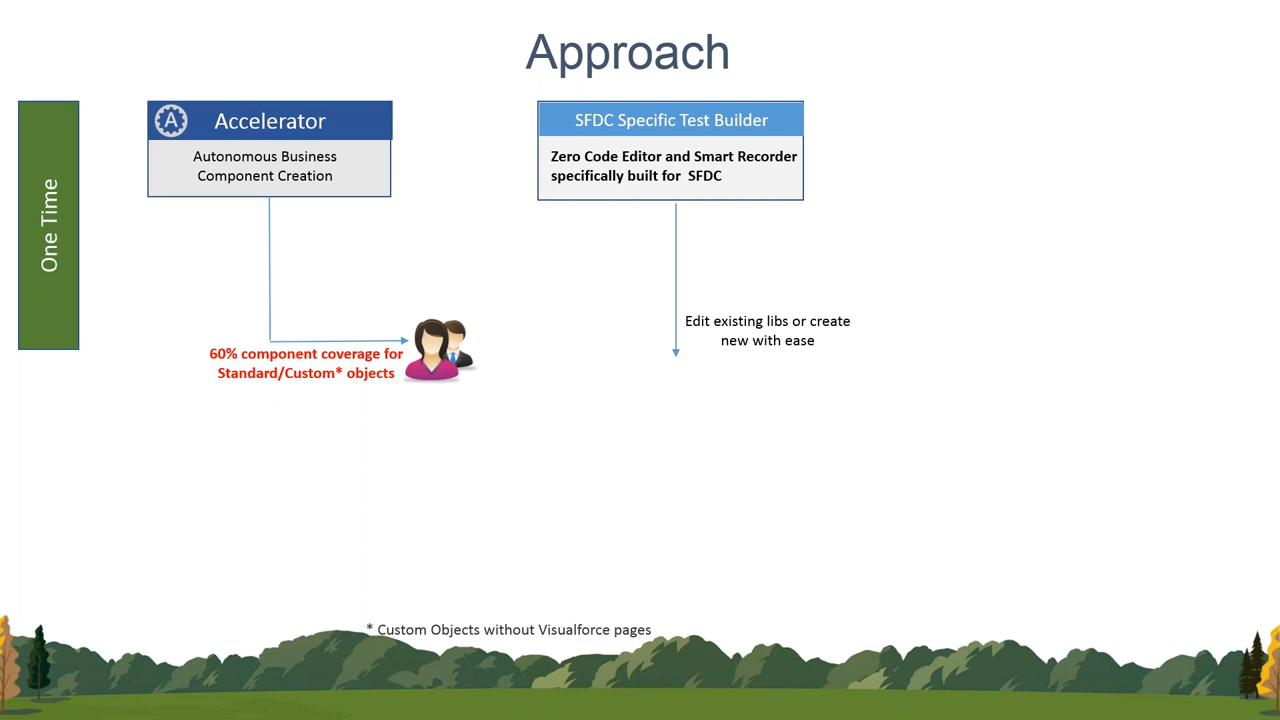 Approach
One Time
A
Accelerator
Autonomous Business
Component Creation
SFDC Specific Test Builder
Zero Code Editor and Smart Recorder
specifically built for SFDC
Edit existing libs or create
new with ease
60% component coverage for
Standard/Custom* objects
* Custom Objects without Visualforce pages